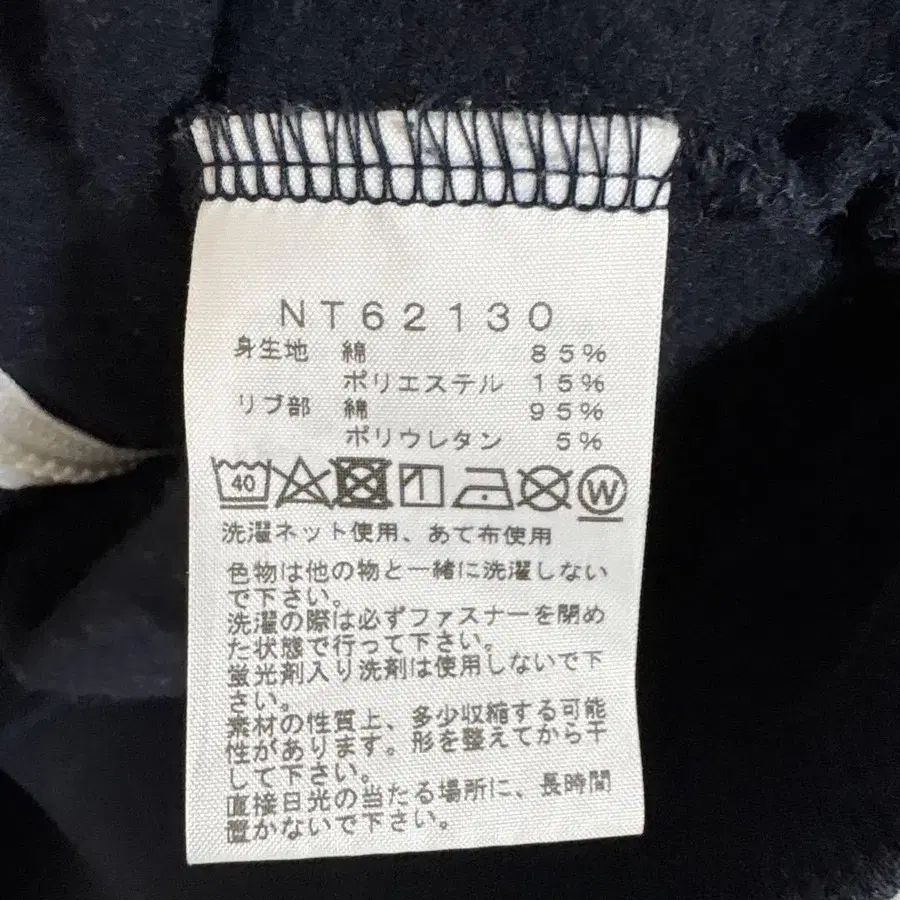 NT62130
身生地 綿 85%
ポリエステル 15%
リブ部 綿 95%
ポリウレタン 5%
40 W
洗濯ネット使用、あて布使用
色物は他の物と一緒に洗濯しない
で下さい。
洗濯の際は必ずファスナーを閉め
た状態で行って下さい。
蛍光剤入り洗剤は使用しないで下
さい。
素材の性質上、多少収縮する可能
性があります。形を整えてから干
して下さい。
直接日光の当たる場所に、長時間
置かないで下さい。